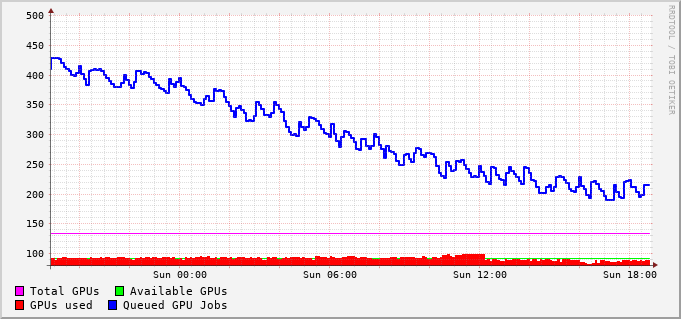 500
450
400
350
300
250
200
150
100
Sun 00:00 Sun 06:00 Sun 12:00 Sun 18:00
Total GPUs Available GPUs
GPUs used Queued GPU Jobs
RRDTOOL / TOBI OETIKER